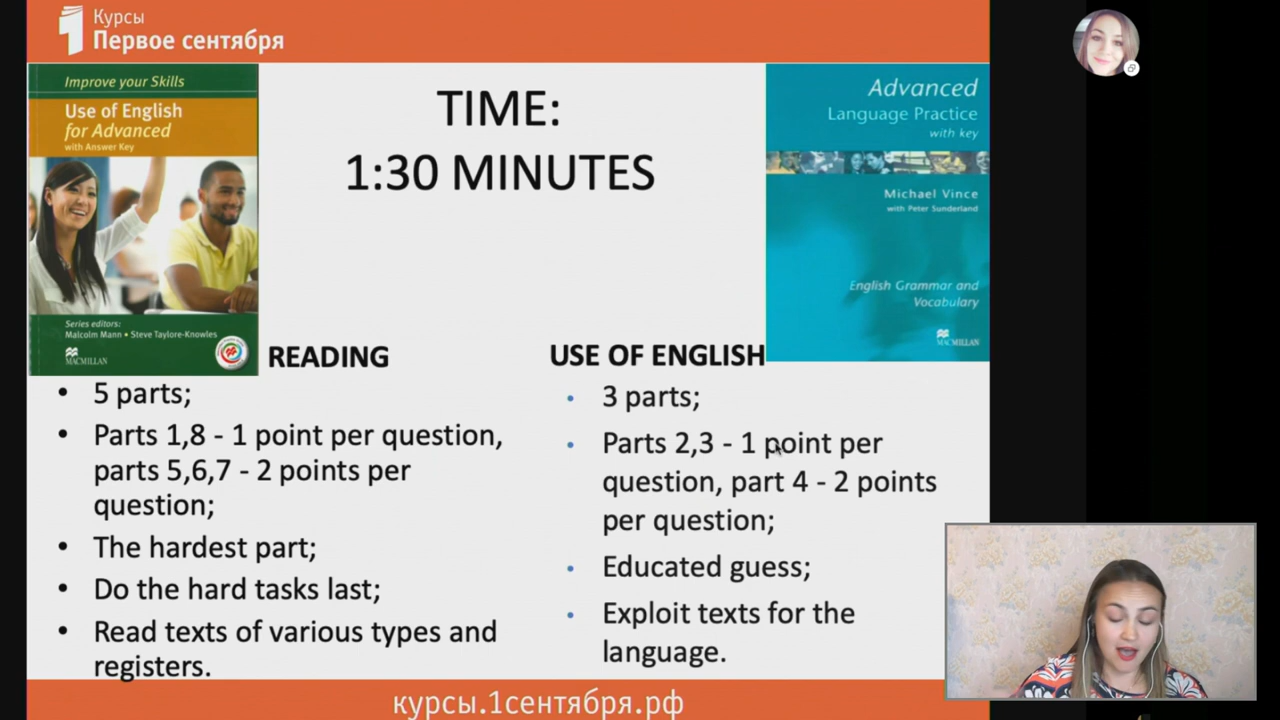 Курсы
Первое сентября
Improve your Skills
Use of English
for Advanced
with Answer Key
Series editors:
Malcolm Mann • Steve Taylore-Knowles
MACMILLAN
TIME:
1:30 MINUTES
Advanced
Language Practice
with key
Michael Vince
with Peter Sunderland
English Grammar and
Vocabulary
MACMILLAN
READING
• 5 parts;
• Parts 1,8 - 1 point per question,
parts 5,6,7 - 2 points per
question;
• The hardest part;
• Do the hard tasks last;
• Read texts of various types and
registers.
USE OF ENGLISH
• 3 parts;
• Parts 2,3 - 1 point per
question, part 4 - 2 points
per question;
• Educated guess;
• Exploit texts for the
language.
курсы.1сентября.рф